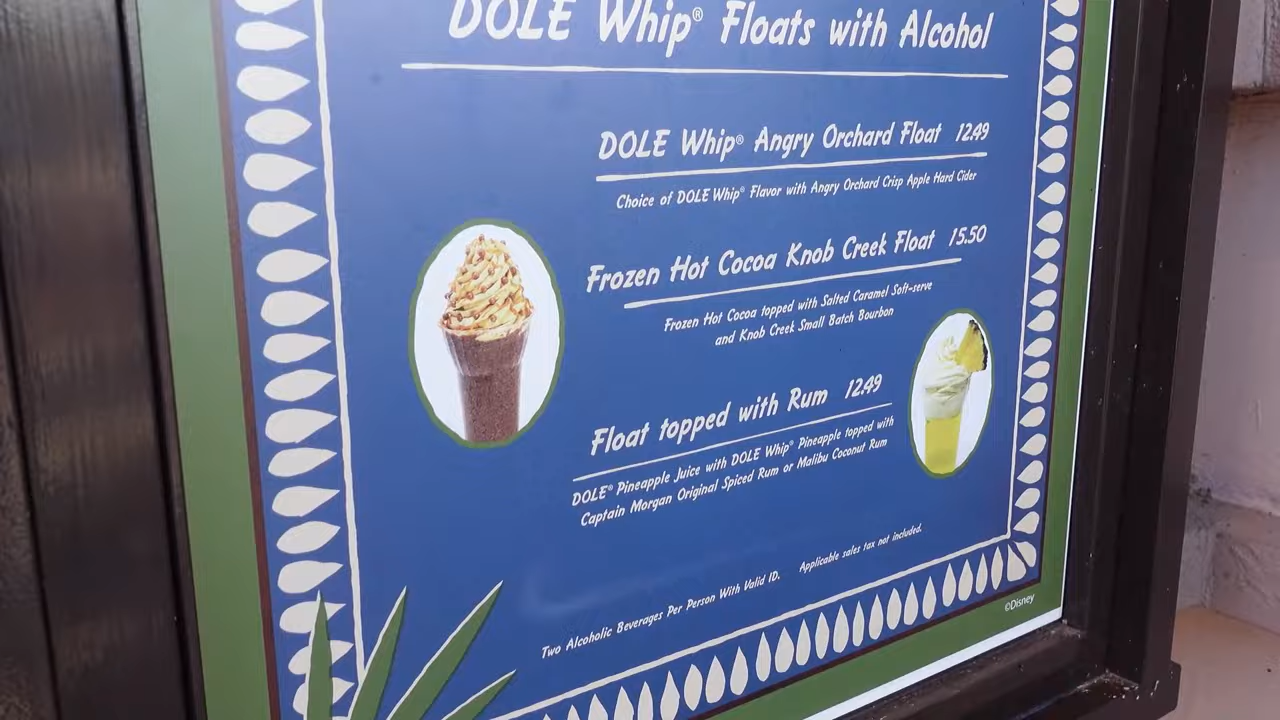 DOLE Whip® Floats with Alcohol
DOLE Whip® Angry Orchard Float 12.49
Choice of DOLE Whip® Flavor with Angry Orchard Crisp Apple Hard Cider
Frozen Hot Cocoa Knob Creek Float 15.50
Frozen Hot Cocoa topped with Salted Caramel Soft-serve
and Knob Creek Small Batch Bourbon
Float topped with Rum 12.49
DOLE® Pineapple Juice with DOLE Whip® Pineapple topped with
Captain Morgan Original Spiced Rum or Malibu Coconut Rum
Two Alcoholic Beverages Per Person With Valid ID. Applicable sales tax not included.
©Disney